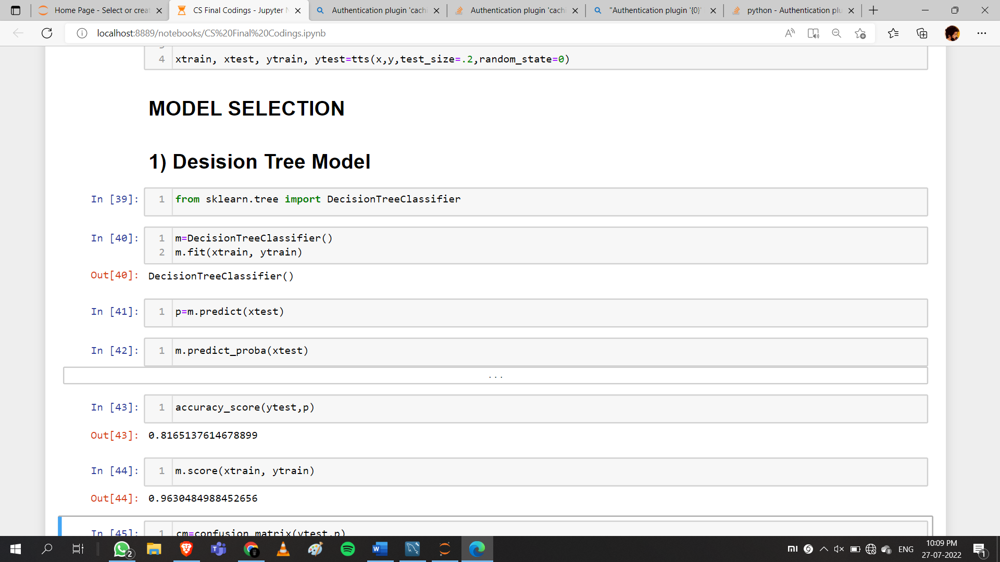 Home Page - Select or creat
CS Final Codings - Jupyter N
Authentication plugin 'cachi
Authentication plugin 'cachi
"Authentication plugin '{0}'
python - Authentication plu
localhost:8889/notebooks/CS%20Final%20Codings.ipynb
4 xtrain, xtest, ytrain, ytest=tts(x,y,test_size=.2,random_state=0)
MODEL SELECTION
1) Desision Tree Model
In [39]: 1 from sklearn.tree import DecisionTreeClassifier
In [40]: 1 m=DecisionTreeClassifier()
2 m.fit(xtrain, ytrain)
Out[40]: DecisionTreeClassifier()
In [41]: 1 p=m.predict(xtest)
In [42]: 1 m.predict_proba(xtest)
...
In [43]: 1 accuracy_score(ytest,p)
Out[43]: 0.8165137614678899
In [44]: 1 m.score(xtrain, ytrain)
Out[44]: 0.9630484988452656
In [45]: 1 cm=confusion_matrix(ytest,p)
2
mi
ENG
10:09 PM
27-07-2022
1